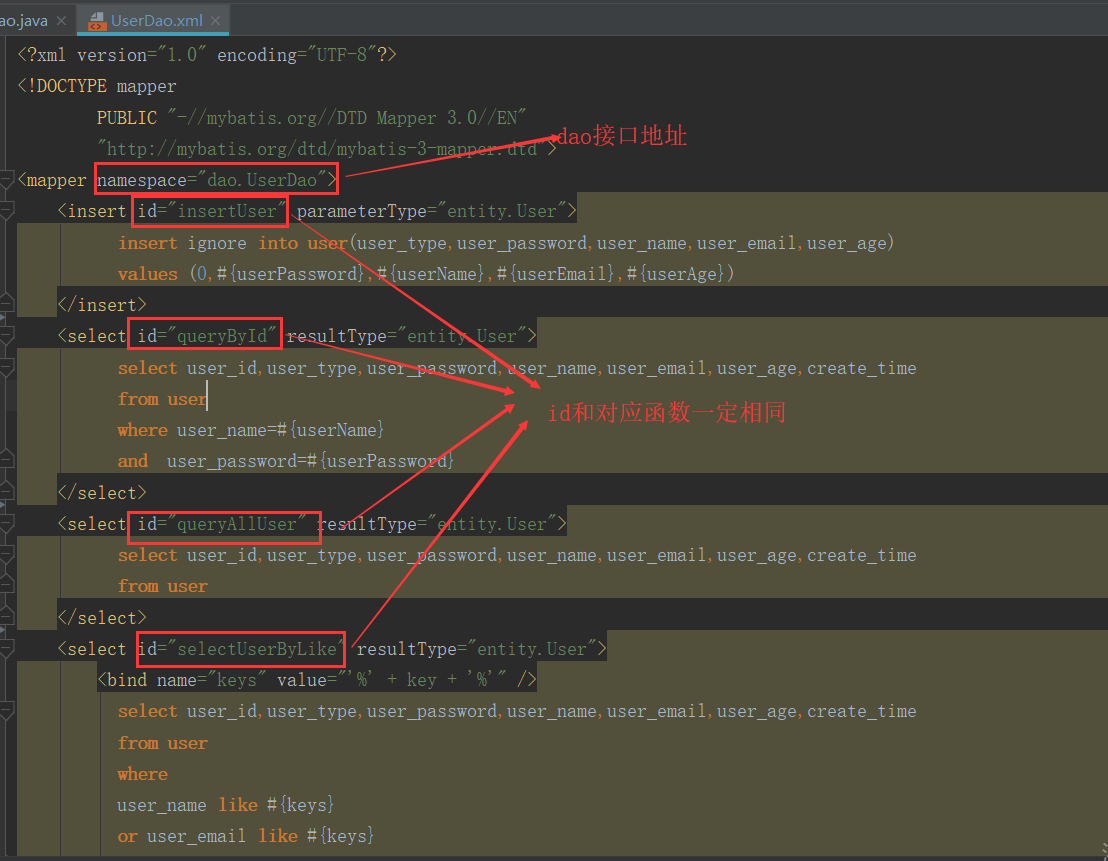 ao.java × UserDao.xml ×
<?xml version="1.0" encoding="UTF-8"?>
<!DOCTYPE mapper
PUBLIC "-//mybatis.org//DTD Mapper 3.0//EN"
"http://mybatis.org/dtd/mybatis-3-mapper.dtd">
dao接口地址
<mapper namespace="dao.UserDao">
<insert id="insertUser" parameterType="entity.User">
insert ignore into user(user_type,user_password,user_name,user_email,user_age)
values (0,#{userPassword},#{userName},#{userEmail},#{userAge})
</insert>
<select id="queryById" resultType="entity.User">
select user_id,user_type,user_password,user_name,user_email,user_age,create_time
from user
id和对应函数一定相同
where user_name=#{userName}
and user_password=#{userPassword}
</select>
<select id="queryAllUser" resultType="entity.User">
select user_id,user_type,user_password,user_name,user_email,user_age,create_time
from user
</select>
<select id="selectUserByLike" resultType="entity.User">
<bind name="keys" value="'%' + key + '%'" />
select user_id,user_type,user_password,user_name,user_email,user_age,create_time
from user
where
user_name like #{keys}
or user_email like #{keys}